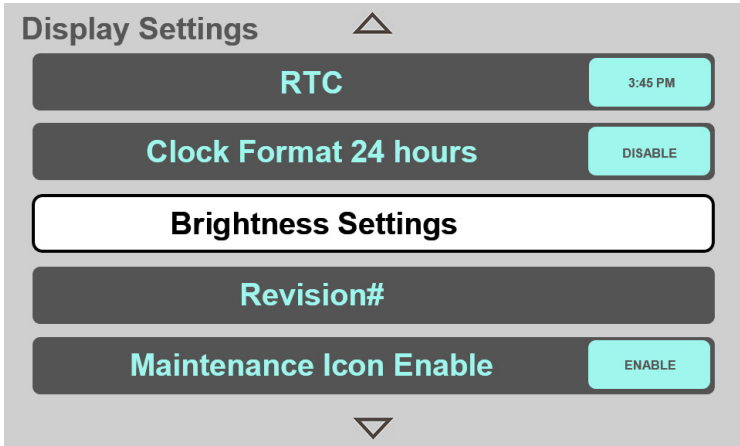 Display Settings
RTC
3:45 PM
Clock Format 24 hours
DISABLE
Brightness Settings
Revision#
Maintenance Icon Enable
ENABLE